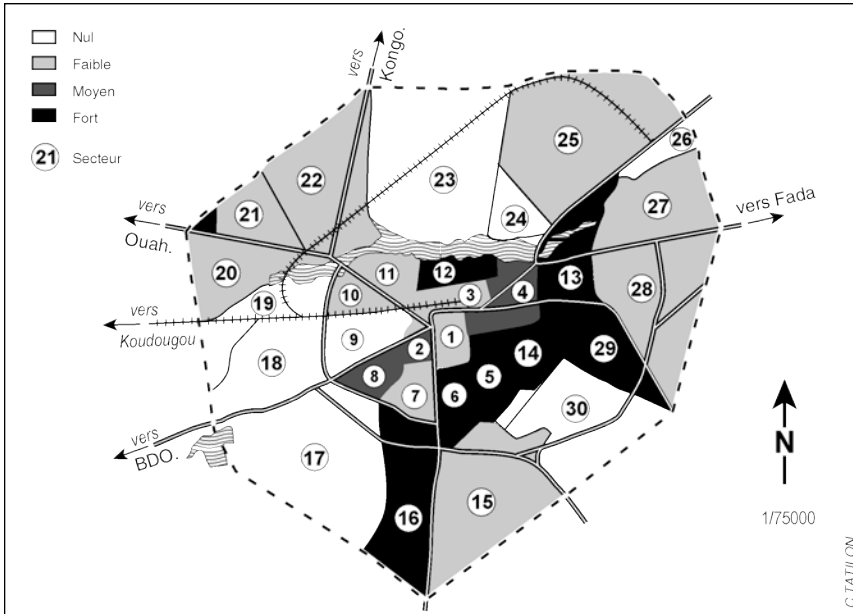 Nul
Faible
Moyen
Fort
21 Secteur
vers
Kongo.
vers
Ouah.
vers
Koudougou
vers
BDO.
vers Fada
22
21
20
23
24
25
26
27
28
19
18
10
11
12
3
4
13
9
2
1
8
7
6
5
14
29
30
17
16
15
N
1/75000
C.TATILON